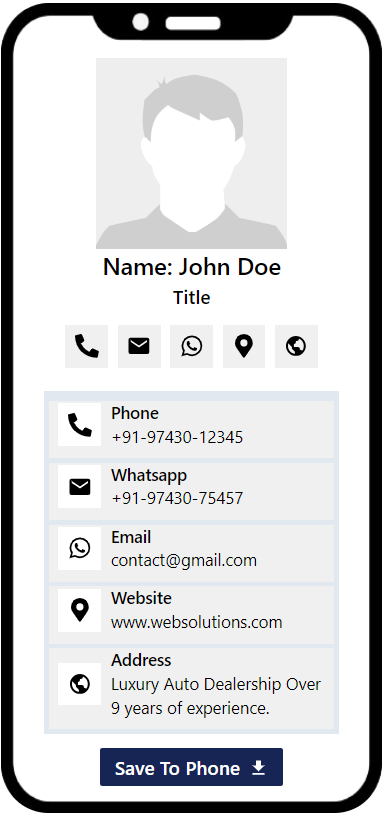 Name: John Doe
Title
Phone
+91-97430-12345
Whatsapp
+91-97430-75457
Email
contact@gmail.com
Website
www.websolutions.com
Address
Luxury Auto Dealership Over
9 years of experience.
Save To Phone